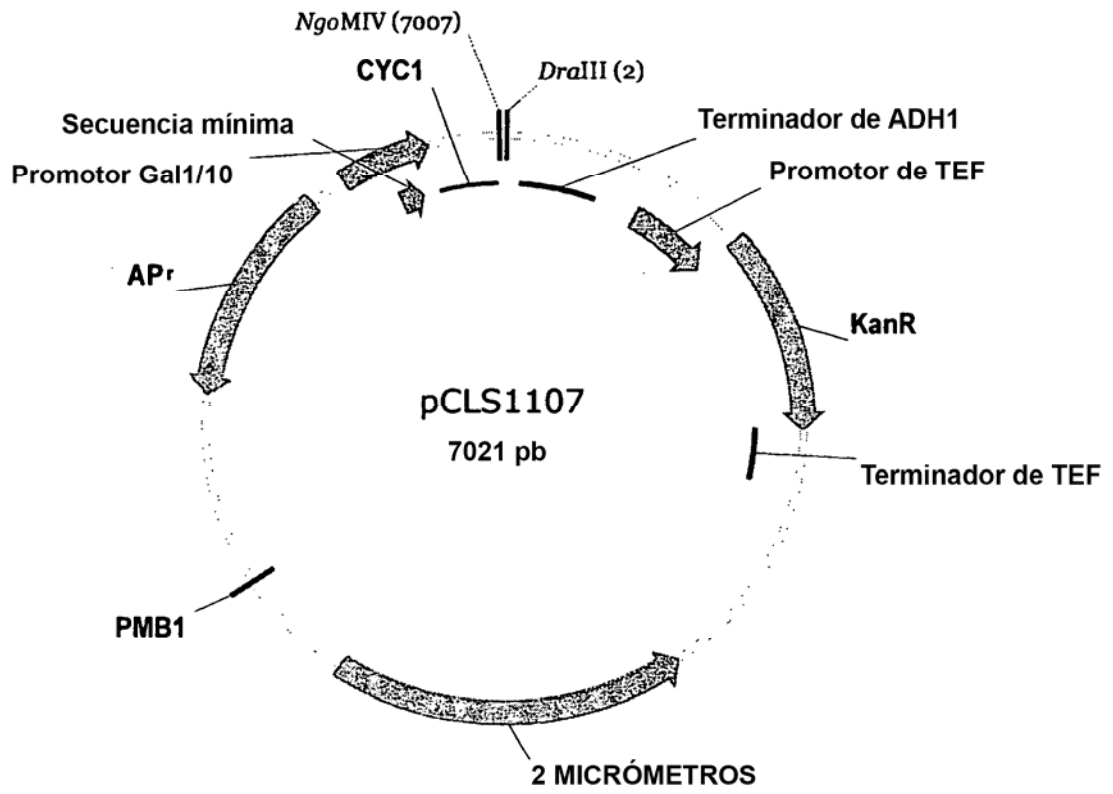 NgoMIV (7007)
CYC1
DraIII (2)
Secuencia mínima
Terminador de ADH1
Promotor Gal1/10
Promotor de TEF
APr
KanR
pCLS1107
7021 pb
Terminador de TEF
PMB1
2 MICRÓMETROS